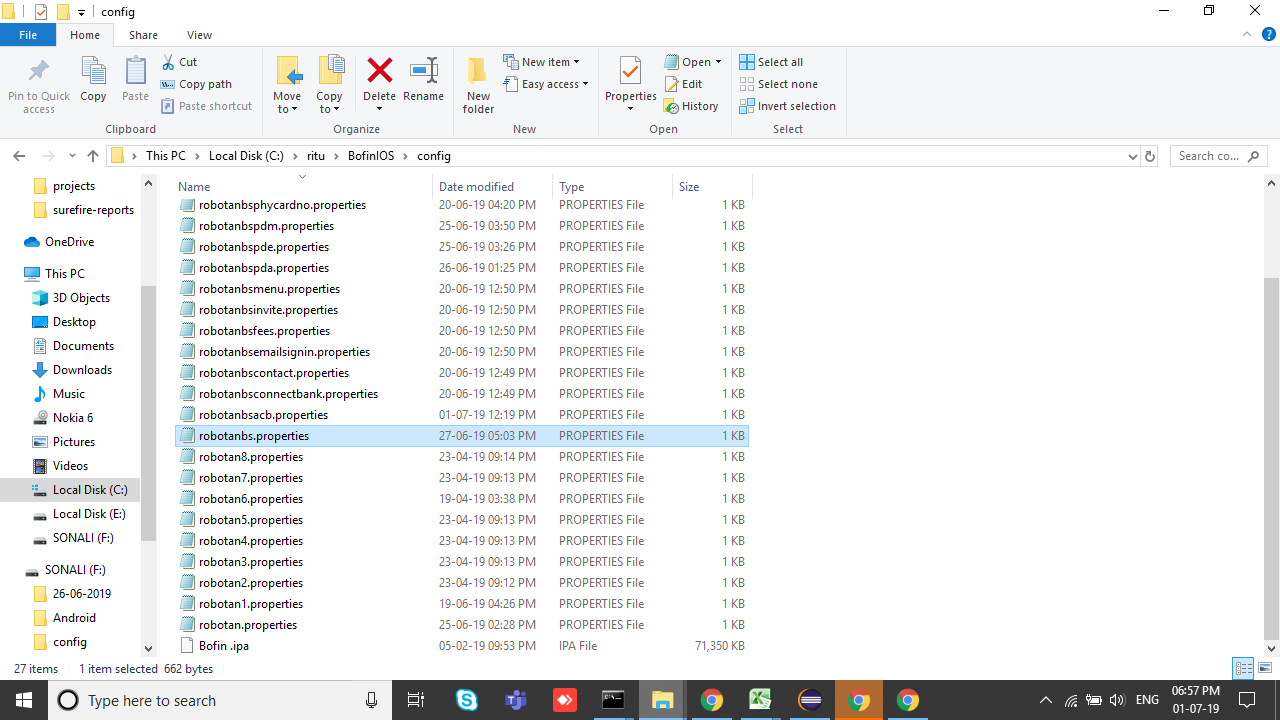 config
File
Home
Share
View
Pin to Quick access
Copy
Paste
Cut
Copy path
Paste shortcut
Clipboard
Move to
Copy to
Delete
Rename
Organize
New folder
New item
Easy access
New
Properties
Open
Edit
History
Open
Select all
Select none
Invert selection
Select
This PC
Local Disk (C:)
ritu
BofinIOS
config
Search co...
projects
surefire-reports
OneDrive
This PC
3D Objects
Desktop
Documents
Downloads
Music
Nokia 6
Pictures
Videos
Local Disk (C:)
Local Disk (E:)
SONALI (F:)
SONALI (F:)
26-06-2019
Android
config
Name Date modified Type Size
robotanbsphycardno.properties 20-06-19 04:20 PM PROPERTIES File 1 KB
robotanbspdm.properties 25-06-19 03:50 PM PROPERTIES File 1 KB
robotanbspde.properties 25-06-19 03:26 PM PROPERTIES File 1 KB
robotanbspda.properties 26-06-19 01:25 PM PROPERTIES File 1 KB
robotanbsmenu.properties 20-06-19 12:50 PM PROPERTIES File 1 KB
robotanbsinvite.properties 20-06-19 12:50 PM PROPERTIES File 1 KB
robotanbsfees.properties 20-06-19 12:50 PM PROPERTIES File 1 KB
robotanbsemailsignin.properties 20-06-19 12:50 PM PROPERTIES File 1 KB
robotanbscontact.properties 20-06-19 12:49 PM PROPERTIES File 1 KB
robotanbsconnectbank.properties 20-06-19 12:49 PM PROPERTIES File 1 KB
robotanbsacb.properties 01-07-19 12:19 PM PROPERTIES File 1 KB
robotanbs.properties 27-06-19 05:03 PM PROPERTIES File 1 KB
robotan8.properties 23-04-19 09:14 PM PROPERTIES File 1 KB
robotan7.properties 23-04-19 09:13 PM PROPERTIES File 1 KB
robotan6.properties 19-04-19 03:38 PM PROPERTIES File 1 KB
robotan5.properties 23-04-19 09:13 PM PROPERTIES File 1 KB
robotan4.properties 23-04-19 09:13 PM PROPERTIES File 1 KB
robotan3.properties 23-04-19 09:13 PM PROPERTIES File 1 KB
robotan2.properties 23-04-19 09:12 PM PROPERTIES File 1 KB
robotan1.properties 19-06-19 04:26 PM PROPERTIES File 1 KB
robotan.properties 25-06-19 02:28 PM PROPERTIES File 1 KB
Bofin .ipa 05-02-19 09:53 PM IPA File 71,350 KB
27 items 1 item selected 662 bytes
Type here to search
ENG
06:57 PM
01-07-19